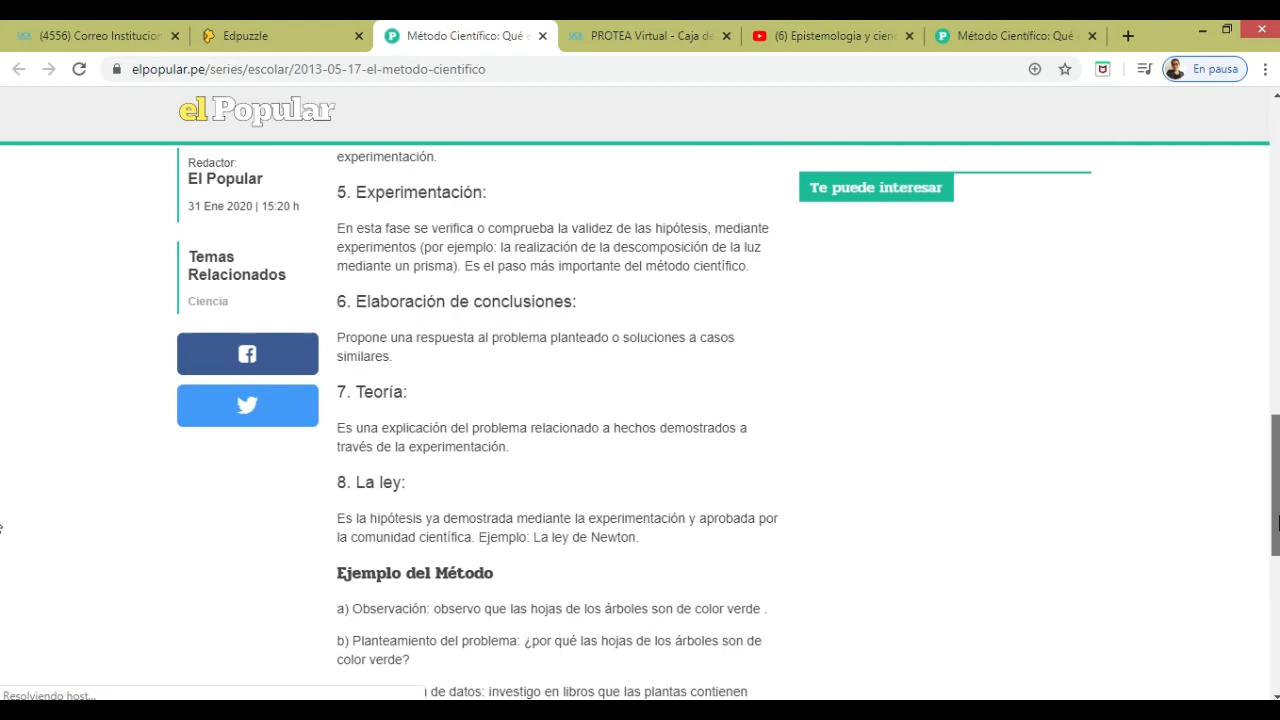 (4556) Correo Institucion
Edpuzzle
Método Científico: Qué e
PROTEA Virtual - Caja de
(6) Epistemologia y cienc
Método Científico: Qué e
elpopular.pe/series/escolar/2013-05-17-el-metodo-cientifico
En pausa
el Popular
Redactor:
El Popular
31 Ene 2020 | 15:20 h
Temas
Relacionados
Ciencia
experimentación.
5. Experimentación:
En esta fase se verifica o comprueba la validez de las hipótesis, mediante
experimentos (por ejemplo: la realización de la descomposición de la luz
mediante un prisma). Es el paso más importante del método científico.
6. Elaboración de conclusiones:
Propone una respuesta al problema planteado o soluciones a casos
similares.
7. Teoría:
Es una explicación del problema relacionado a hechos demostrados a
través de la experimentación.
8. La ley:
Es la hipótesis ya demostrada mediante la experimentación y aprobada por
la comunidad científica. Ejemplo: La ley de Newton.
Ejemplo del Método
a) Observación: observo que las hojas de los árboles son de color verde .
b) Planteamiento del problema: ¿por qué las hojas de los árboles son de
color verde?
de datos: investigo en libros que las plantas contienen
Te puede interesar
Resolviendo host...